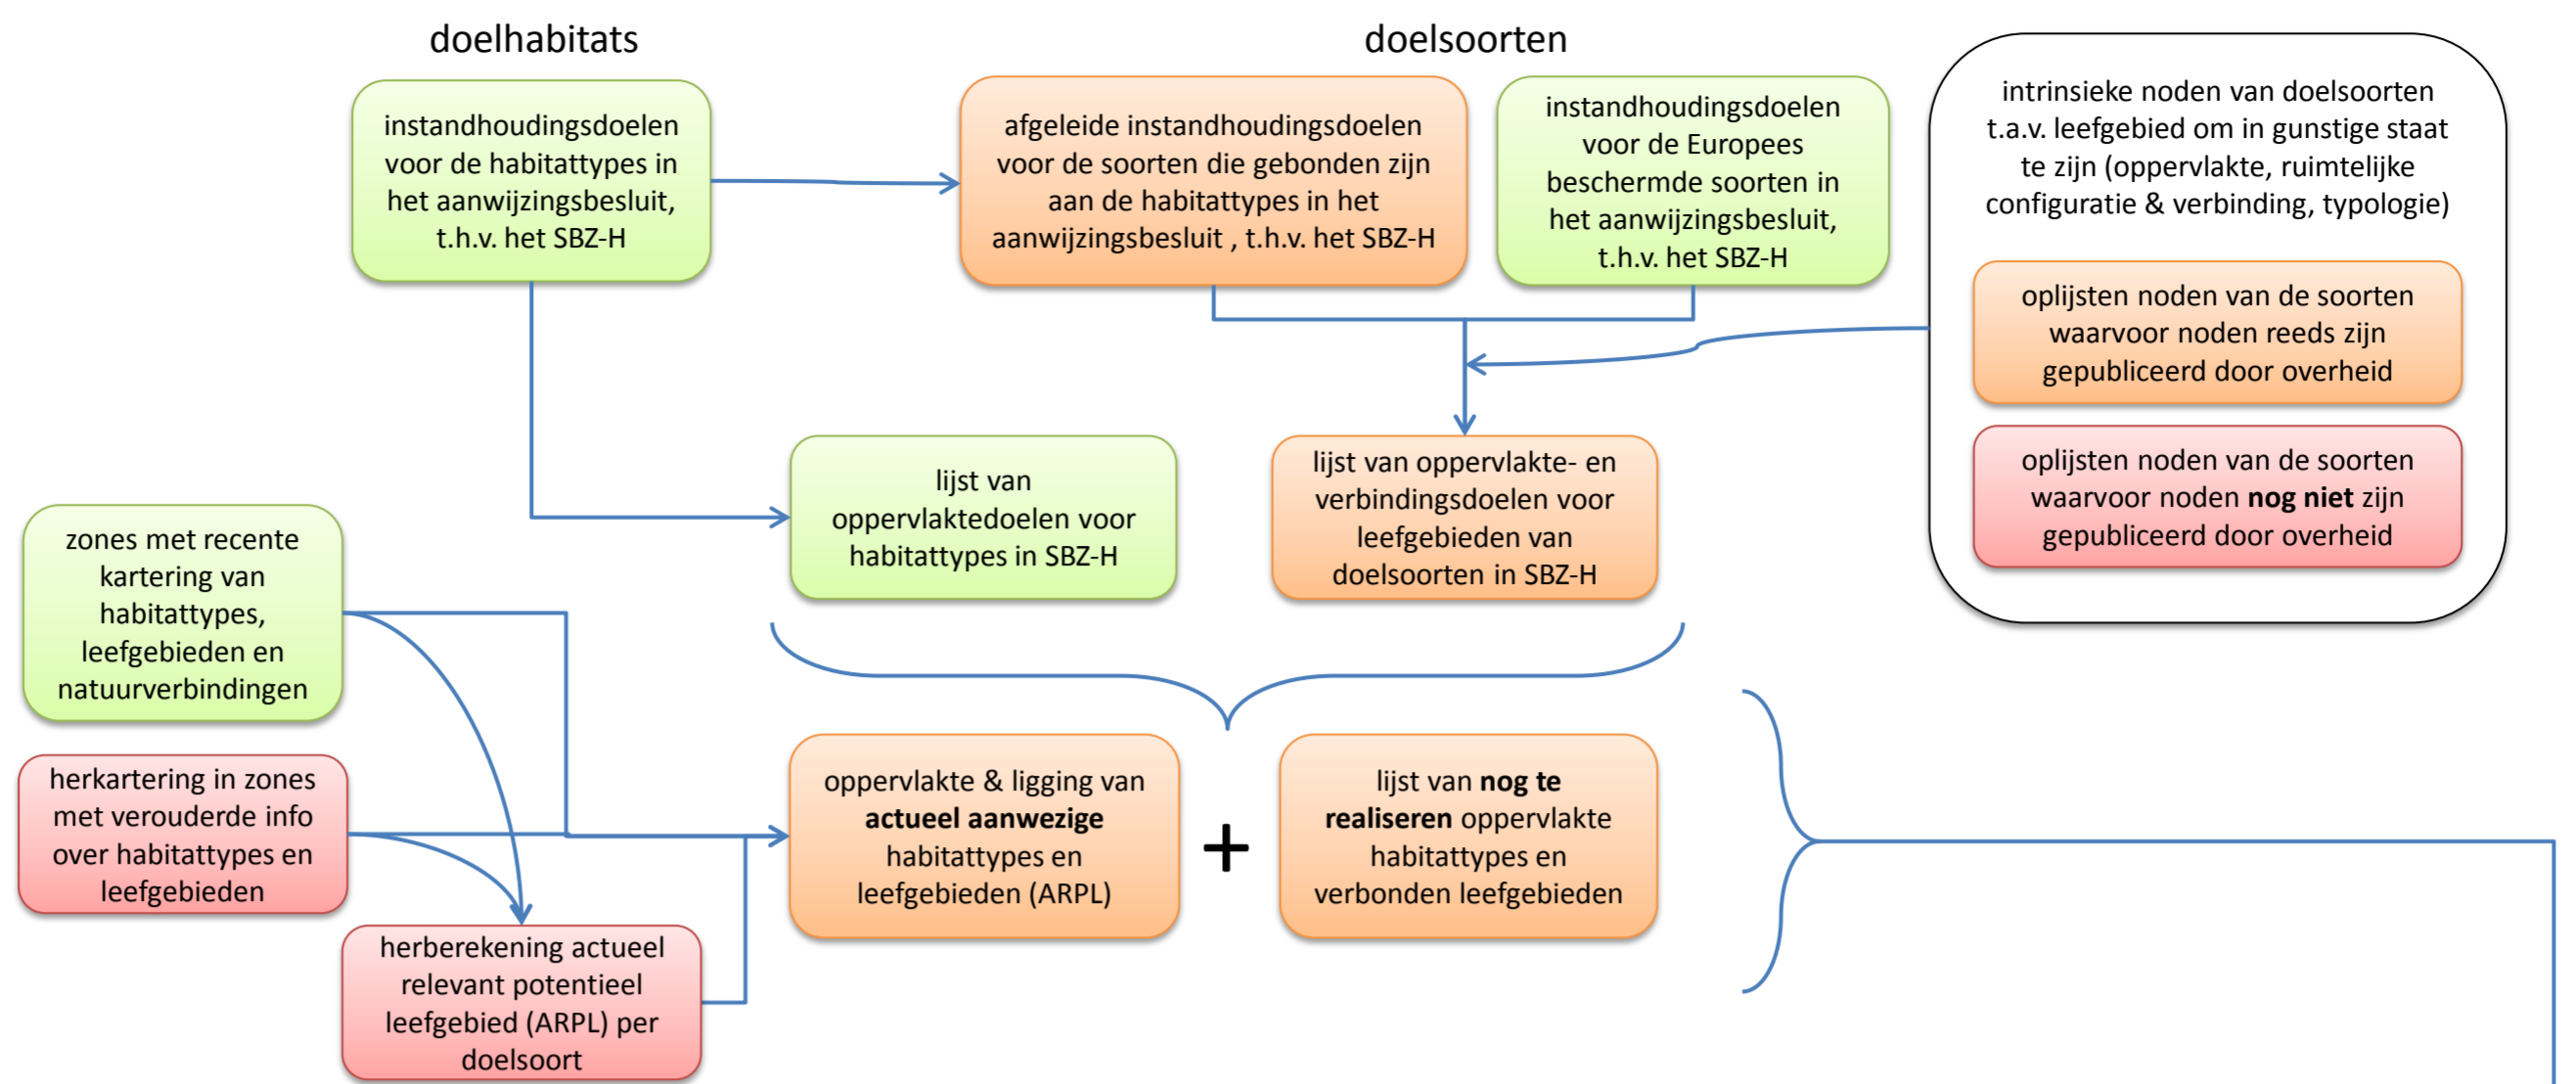 doelhabitats
doelsoorten
instandhoudingsdoelen
voor de habitattypes in
het aanwijzingsbesluit,
t.h.v. het SBZ-H
afgeleide instandhoudingsdoelen
voor de soorten die gebonden zijn
aan de habitattypes in het
aanwijzingsbesluit , t.h.v. het SBZ-H
instandhoudingsdoelen
voor de Europees
beschermde soorten in
het aanwijzingsbesluit,
t.h.v. het SBZ-H
intrinsieke noden van doelsoorten
t.a.v. leefgebied om in gunstige staat
te zijn (oppervlakte, ruimtelijke
configuratie & verbinding, typologie)
oplijsten noden van de soorten
waarvoor noden reeds zijn
gepubliceerd door overheid
oplijsten noden van de soorten
waarvoor noden nog niet zijn
gepubliceerd door overheid
lijst van
oppervlaktedoelen voor
habitattypes in SBZ-H
lijst van oppervlakte- en
verbindingsdoelen voor
leefgebieden van
doelsoorten in SBZ-H
zones met recente
kartering van
habitattypes,
leefgebieden en
natuurverbindingen
herkartering in zones
met verouderde info
over habitattypes en
leefgebieden
herberekening actueel
relevant potentieel
leefgebied (ARPL) per
doelsoort
oppervlakte & ligging van
actueel aanwezige
habitattypes en
leefgebieden (ARPL)
+
lijst van nog te
realiseren oppervlakte
habitattypes en
verbonden leefgebieden